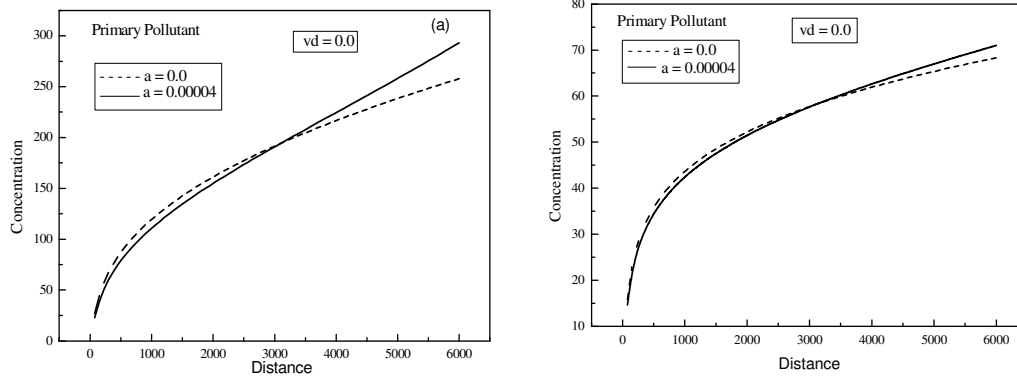 (a)
Primary Pollutant
vd = 0.0
a = 0.0
a = 0.00004
Concentration
300
250
200
150
100
50
0
0 1000 2000 3000 4000 5000 6000
Distance
Primary Pollutant
vd = 0.0
a = 0.0
a = 0.00004
Concentration
80
70
60
50
40
30
20
10
0 1000 2000 3000 4000 5000 6000
Distance